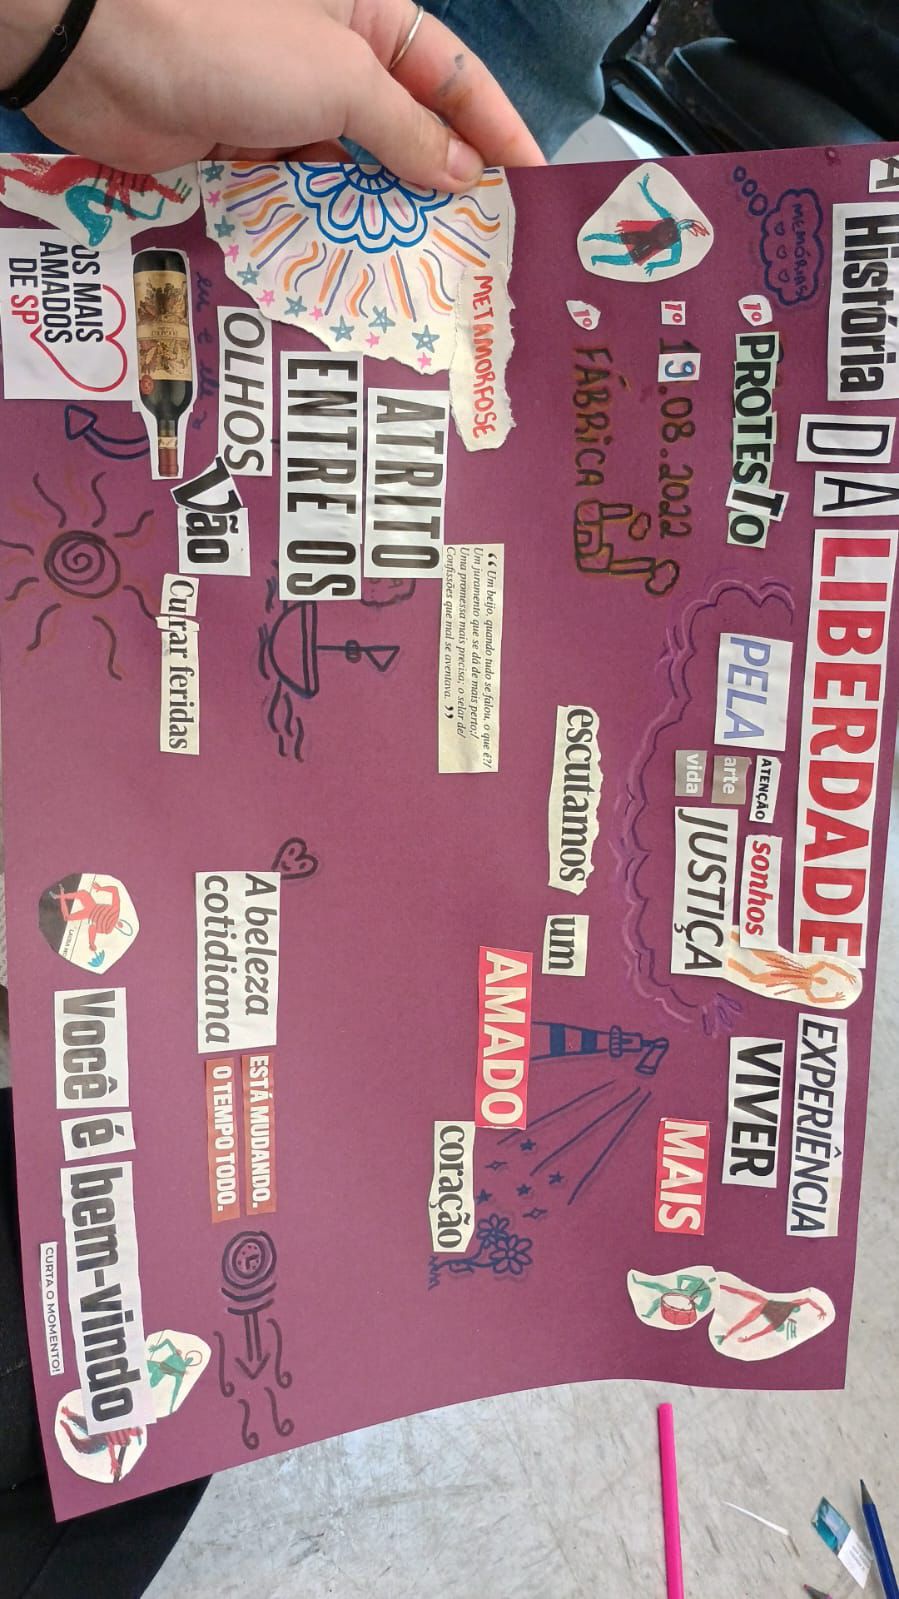 A História DA LIBERDADE
MEMÓRIAS
1º PROTESTO
PELA
ATENÇÃO
arte
vida
sonhos
JUSTIÇA
EXPERIÊNCIA
VIVER
MAIS
1º 19.08.2022
1º FÁBRICA
escutamos um
AMADO
coração
METAMORFOSE
“Um beijo, quando tudo se falou, o que é?/
Um juramento que se dá de mais perto;/
Uma promessa mais precisa; o selar de/
Confissões que mal se aventava.”
ATRITO
ENTRE OS
OLHOS
Vão
Curar feridas
OS MAIS
AMADOS
DE SP
A beleza
cotidiana
ESTÁ MUDANDO.
O TEMPO TODO.
Você é bem-vindo
CURTA O MOMENTO!